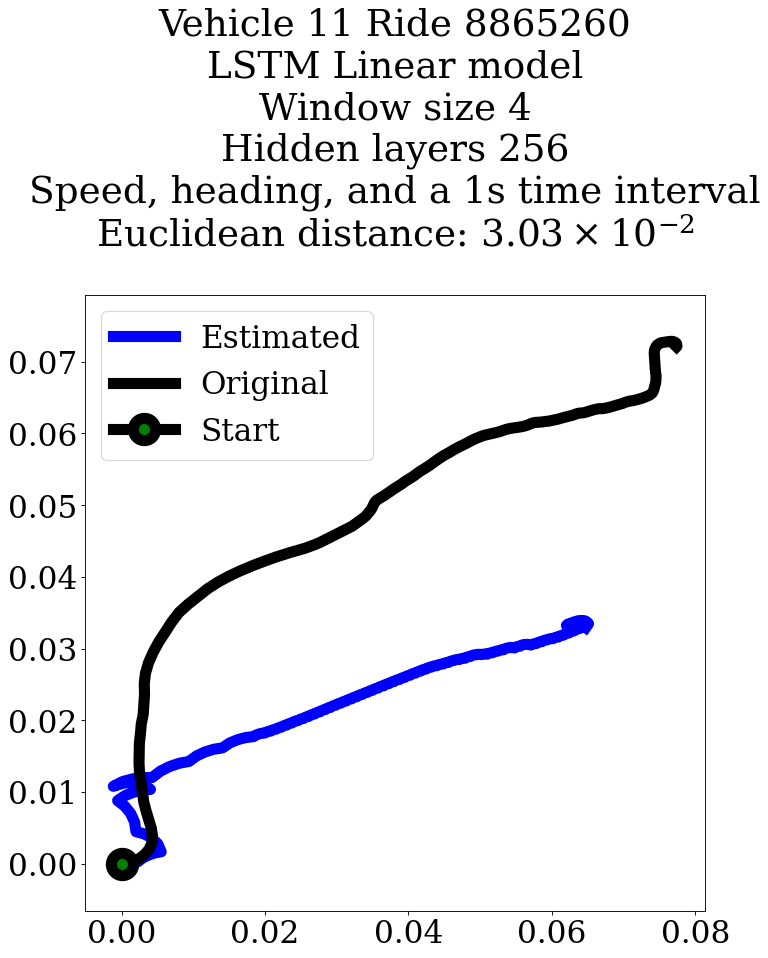 Vehicle 11 Ride 8865260
LSTM Linear model
Window size 4
Hidden layers 256
Speed, heading, and a 1s time interval
Euclidean distance: 3.03 × 10⁻²
Estimated
Original
Start
0.07
0.06
0.05
0.04
0.03
0.02
0.01
0.00
0.00 0.02 0.04 0.06 0.08